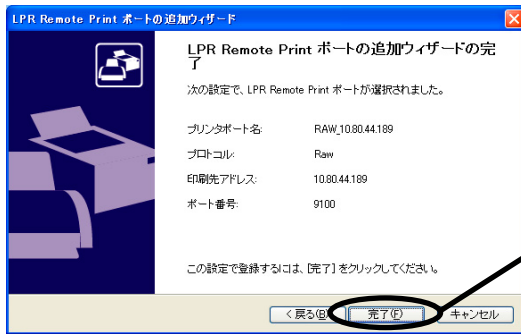 LPR Remote Print ポートの追加ウィザード
LPR Remote Print ポートの追加ウィザードの完
了
次の設定で、LPR Remote Print ポートが選択されました。
プリンタポート名: RAW_10.80.44.189
プロトコル: Raw
印刷先アドレス: 10.80.44.189
ポート番号: 9100
この設定で登録するには、[完了] をクリックしてください。
< 戻る(B) 完了(F) キャンセル